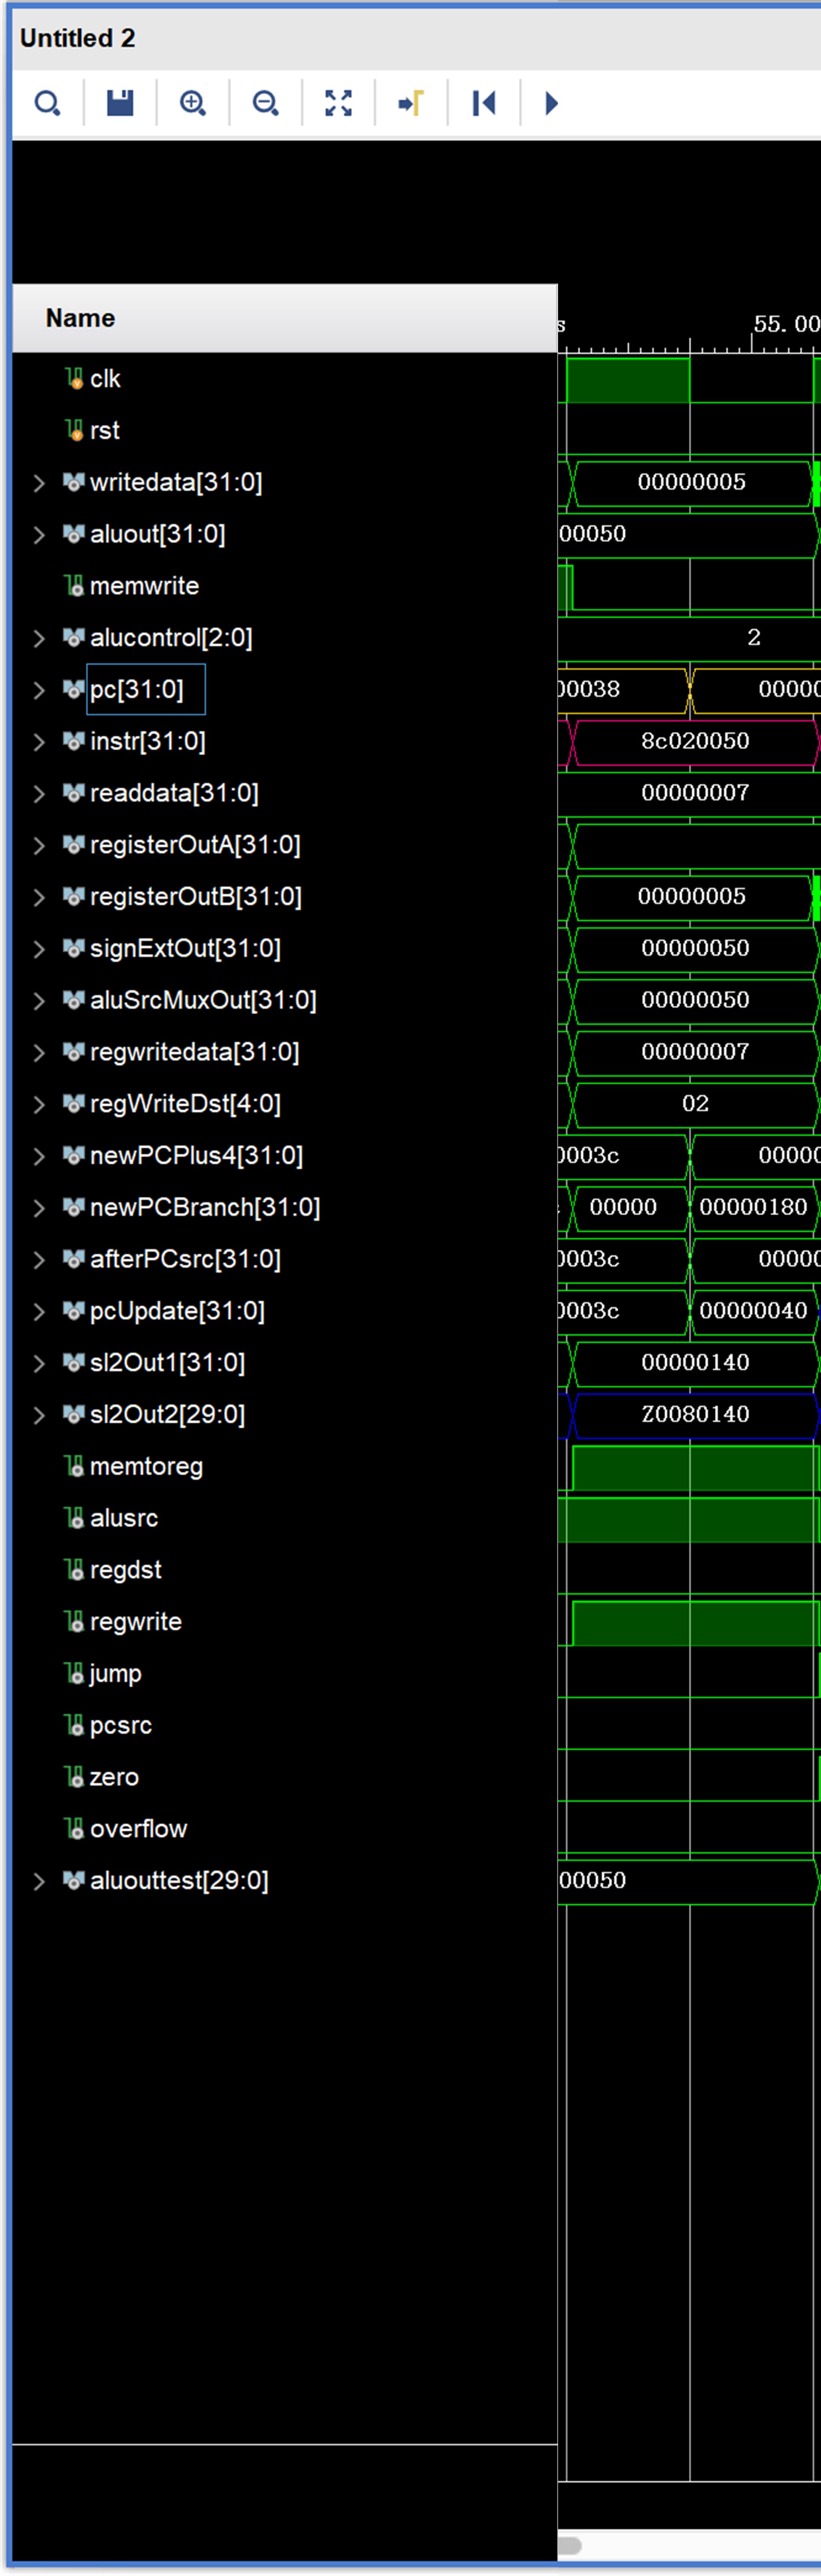 Untitled 2
Name
s 55. 00
clk
rst
writedata[31:0] 00000005
aluout[31:0] 00050
memwrite
alucontrol[2:0] 2
pc[31:0] 00038 0000
instr[31:0] 8c020050
readdata[31:0] 00000007
registerOutA[31:0]
registerOutB[31:0] 00000005
signExtOut[31:0] 00000050
aluSrcMuxOut[31:0] 00000050
regwritedata[31:0] 00000007
regWriteDst[4:0] 02
newPCPlus4[31:0] 0003c 0000
newPCBranch[31:0] 00000 00000180
afterPCsrc[31:0] 0003c 0000
pcUpdate[31:0] 0003c 00000040
sl2Out1[31:0] 00000140
sl2Out2[29:0] Z0080140
memtoreg
alusrc
regdst
regwrite
jump
pcsrc
zero
overflow
aluouttest[29:0] 00050